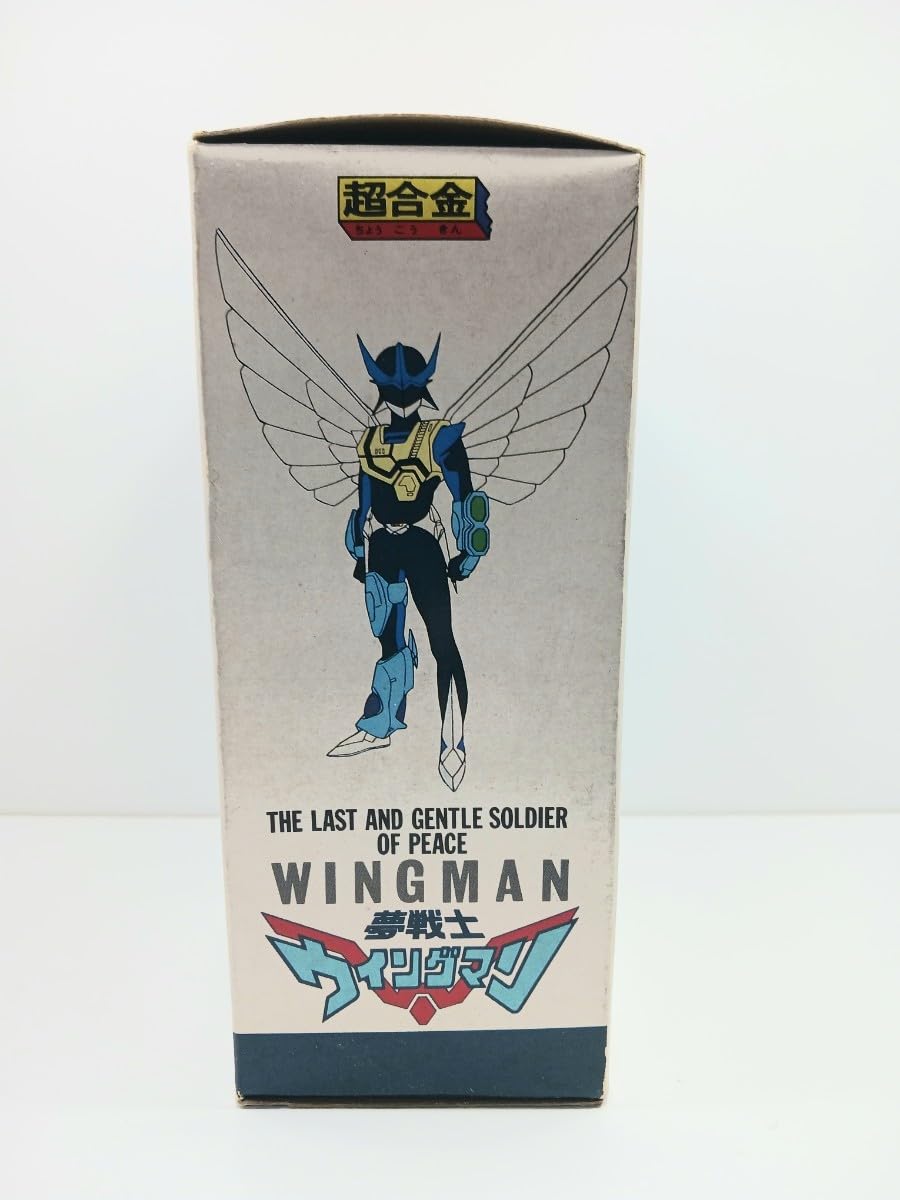 超合金
ちょうこうきん
THE LAST AND GENTLE SOLDIER
OF PEACE
WINGMAN
夢戦士
ウイングマン